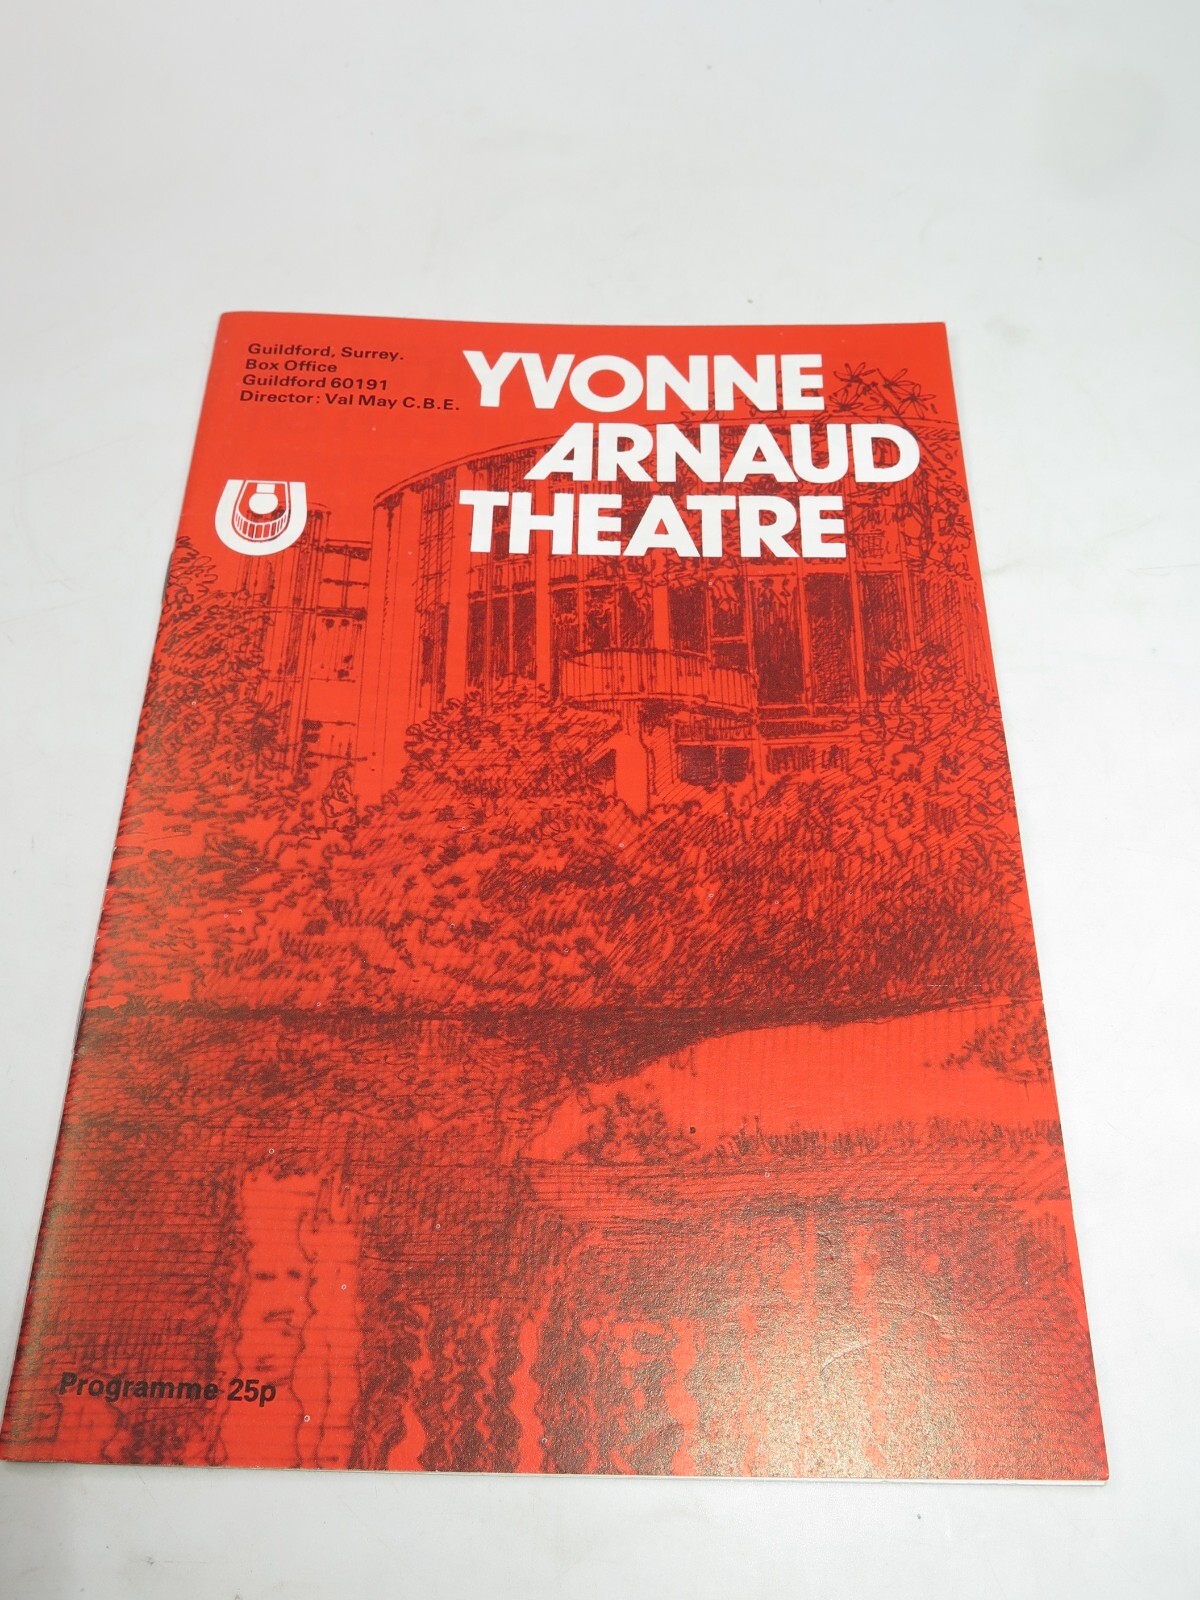 Guildford, Surrey.
Box Office
Guildford 60191
Director: Val May C.B.E.
YVONNE
ARNAUD
THEATRE
Programme 25p